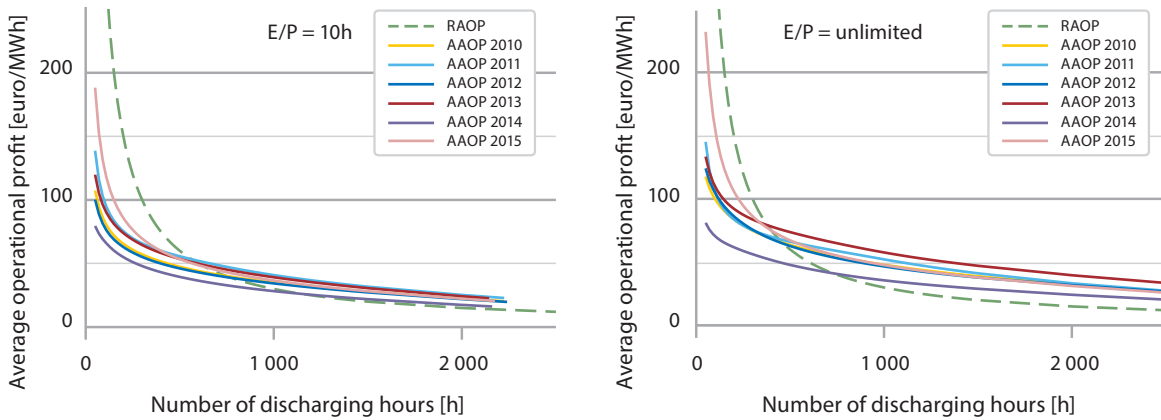 Average operational profit [euro/MWh]
200
100
0
E/P = 10h
RAOP
AAOP 2010
AAOP 2011
AAOP 2012
AAOP 2013
AAOP 2014
AAOP 2015
0
1 000
2 000
Number of discharging hours [h]
Average operational profit [euro/MWh]
200
100
0
E/P = unlimited
RAOP
AAOP 2010
AAOP 2011
AAOP 2012
AAOP 2013
AAOP 2014
AAOP 2015
0
1 000
2 000
Number of discharging hours [h]